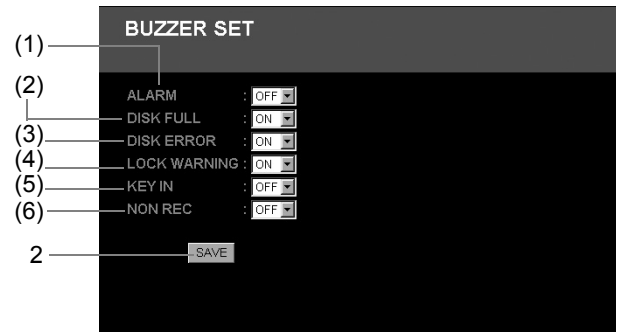 BUZZER SET
(1)
(2)
ALARM : OFF
DISK FULL : ON
(3) DISK ERROR : ON
(4) LOCK WARNING : ON
(5) KEY IN : OFF
(6) NON REC : OFF
2 SAVE